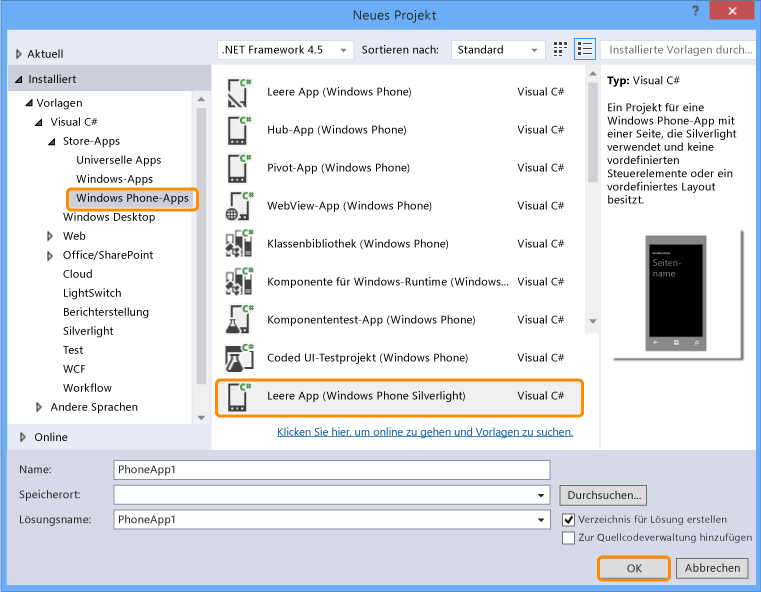 Neues Projekt
?
Aktuell
.NET Framework 4.5
Sortieren nach:
Standard
Installierte Vorlagen durch...
Installiert
Vorlagen
Visual C#
Store-Apps
Universelle Apps
Windows-Apps
Windows Phone-Apps
Windows Desktop
Web
Office/SharePoint
Cloud
LightSwitch
Berichterstellung
Silverlight
Test
WCF
Workflow
Andere Sprachen
Online
C# Leere App (Windows Phone) Visual C#
C# Hub-App (Windows Phone) Visual C#
C# Pivot-App (Windows Phone) Visual C#
C# WebView-App (Windows Phone) Visual C#
C# Klassenbibliothek (Windows Phone) Visual C#
C# Komponente für Windows-Runtime (Windows... Visual C#
C# Komponententest-App (Windows Phone) Visual C#
C# Coded UI-Testprojekt (Windows Phone) Visual C#
C# Leere App (Windows Phone Silverlight) Visual C#
Klicken Sie hier, um online zu gehen und Vorlagen zu suchen.
Typ: Visual C#
Ein Projekt für eine
Windows Phone-App mit
einer Seite, die Silverlight
verwendet und keine
vordefinierten
Steuerelemente oder ein
vordefiniertes Layout
besitzt.
Seiten-
name
Name:
PhoneApp1
Speicherort:
Durchsuchen...
Lösungsname:
PhoneApp1
Verzeichnis für Lösung erstellen
Zur Quellcodeverwaltung hinzufügen
OK
Abbrechen